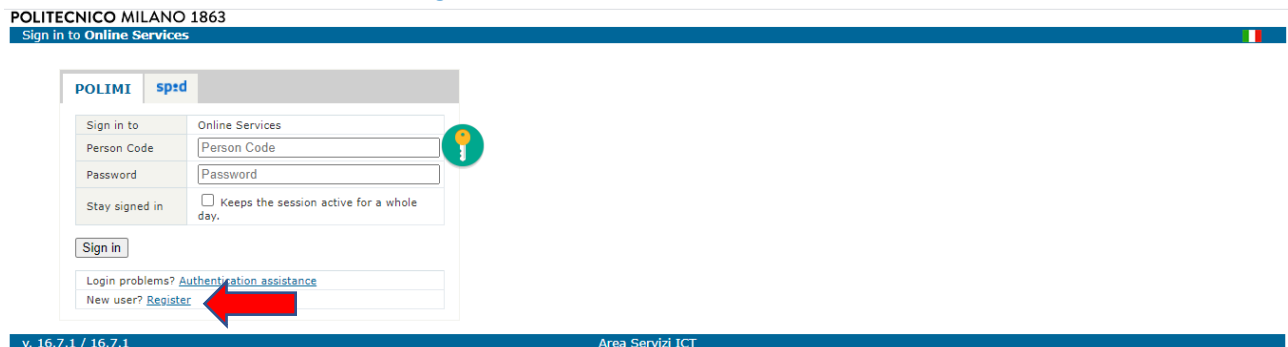 POLITECNICO MILANO 1863
Sign in to Online Services
POLIMI sp:d
Sign in to Online Services
Person Code Person Code
Password Password
Stay signed in Keeps the session active for a whole
day.
Sign in
Login problems? Authentication assistance
New user? Register
v. 16.7.1 / 16.7.1 Area Servizi ICT